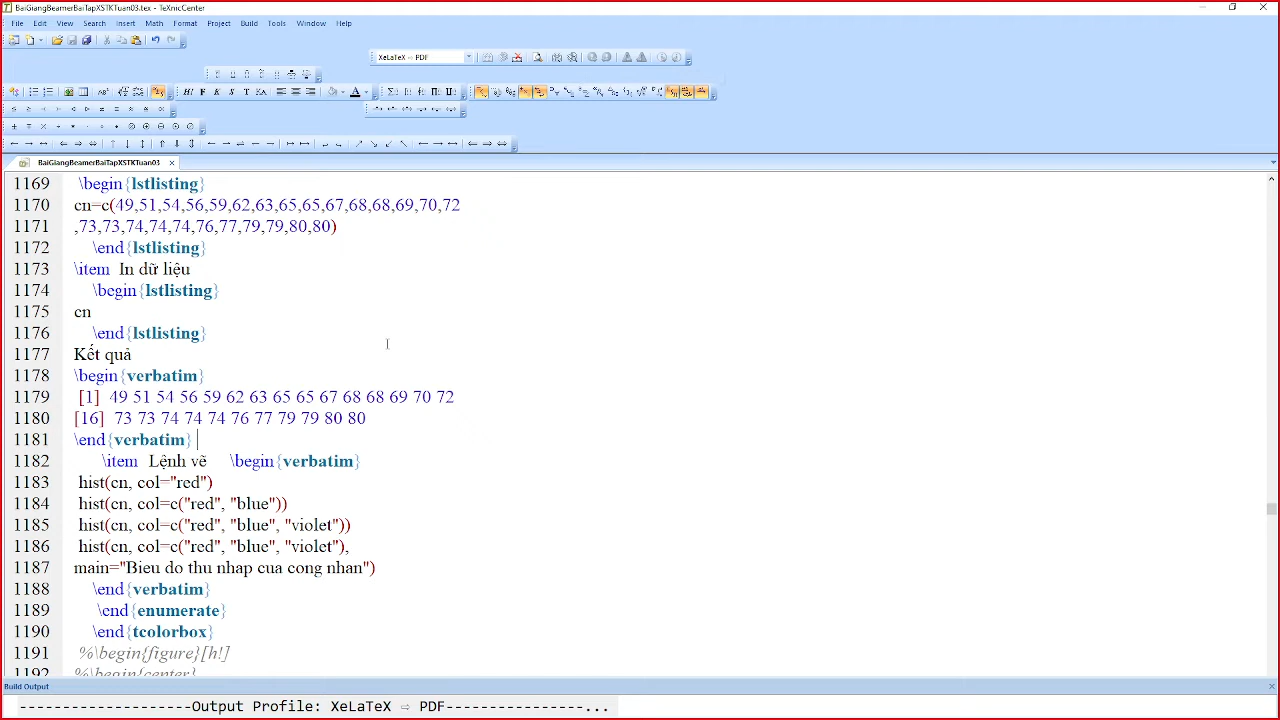 BaiGiangBeamerBaiTapXSTKTuan03.tex - TeXnicCenter
File Edit View Search Insert Math Format Project Build Tools Window Help
XeLaTeX ⇨ PDF
BaiGiangBeamerBaiTapXSTKTuan03
1169 \begin{lstlisting}
1170 cn=c(49,51,54,56,59,62,63,65,65,67,68,68,69,70,72
1171 ,73,73,74,74,74,76,77,79,79,80,80)
1172 \end{lstlisting}
1173 \item In dữ liệu
1174 \begin{lstlisting}
1175 cn
1176 \end{lstlisting}
1177 Kết quả
1178 \begin{verbatim}
1179 [1] 49 51 54 56 59 62 63 65 65 67 68 68 69 70 72
1180 [16] 73 73 74 74 74 76 77 79 79 80 80
1181 \end{verbatim}
1182 \item Lệnh vẽ \begin{verbatim}
1183 hist(cn, col="red")
1184 hist(cn, col=c("red", "blue"))
1185 hist(cn, col=c("red", "blue", "violet"))
1186 hist(cn, col=c("red", "blue", "violet"),
1187 main="Bieu do thu nhap cua cong nhan")
1188 \end{verbatim}
1189 \end{enumerate}
1190 \end{tcolorbox}
1191 %\begin{figure}[h!]
1192 %\begin{center}
Build Output
--------------------Output Profile: XeLaTeX ⇨ PDF----------------...